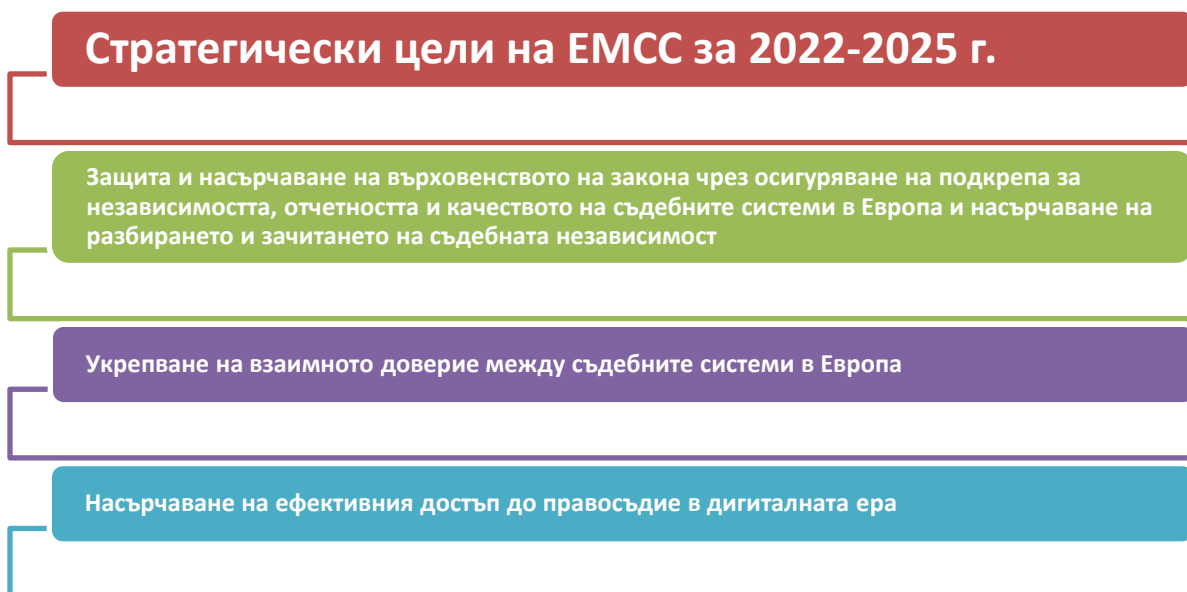 Стратегически цели на ЕМСС за 2022-2025 г.
Защита и насърчаване на върховенството на закона чрез осигуряване на подкрепа за
независимостта, отчетността и качеството на съдебните системи в Европа и насърчаване на
разбирането и зачитането на съдебната независимост
Укрепване на взаимното доверие между съдебните системи в Европа
Насърчаване на ефективния достъп до правосъдие в дигиталната ера